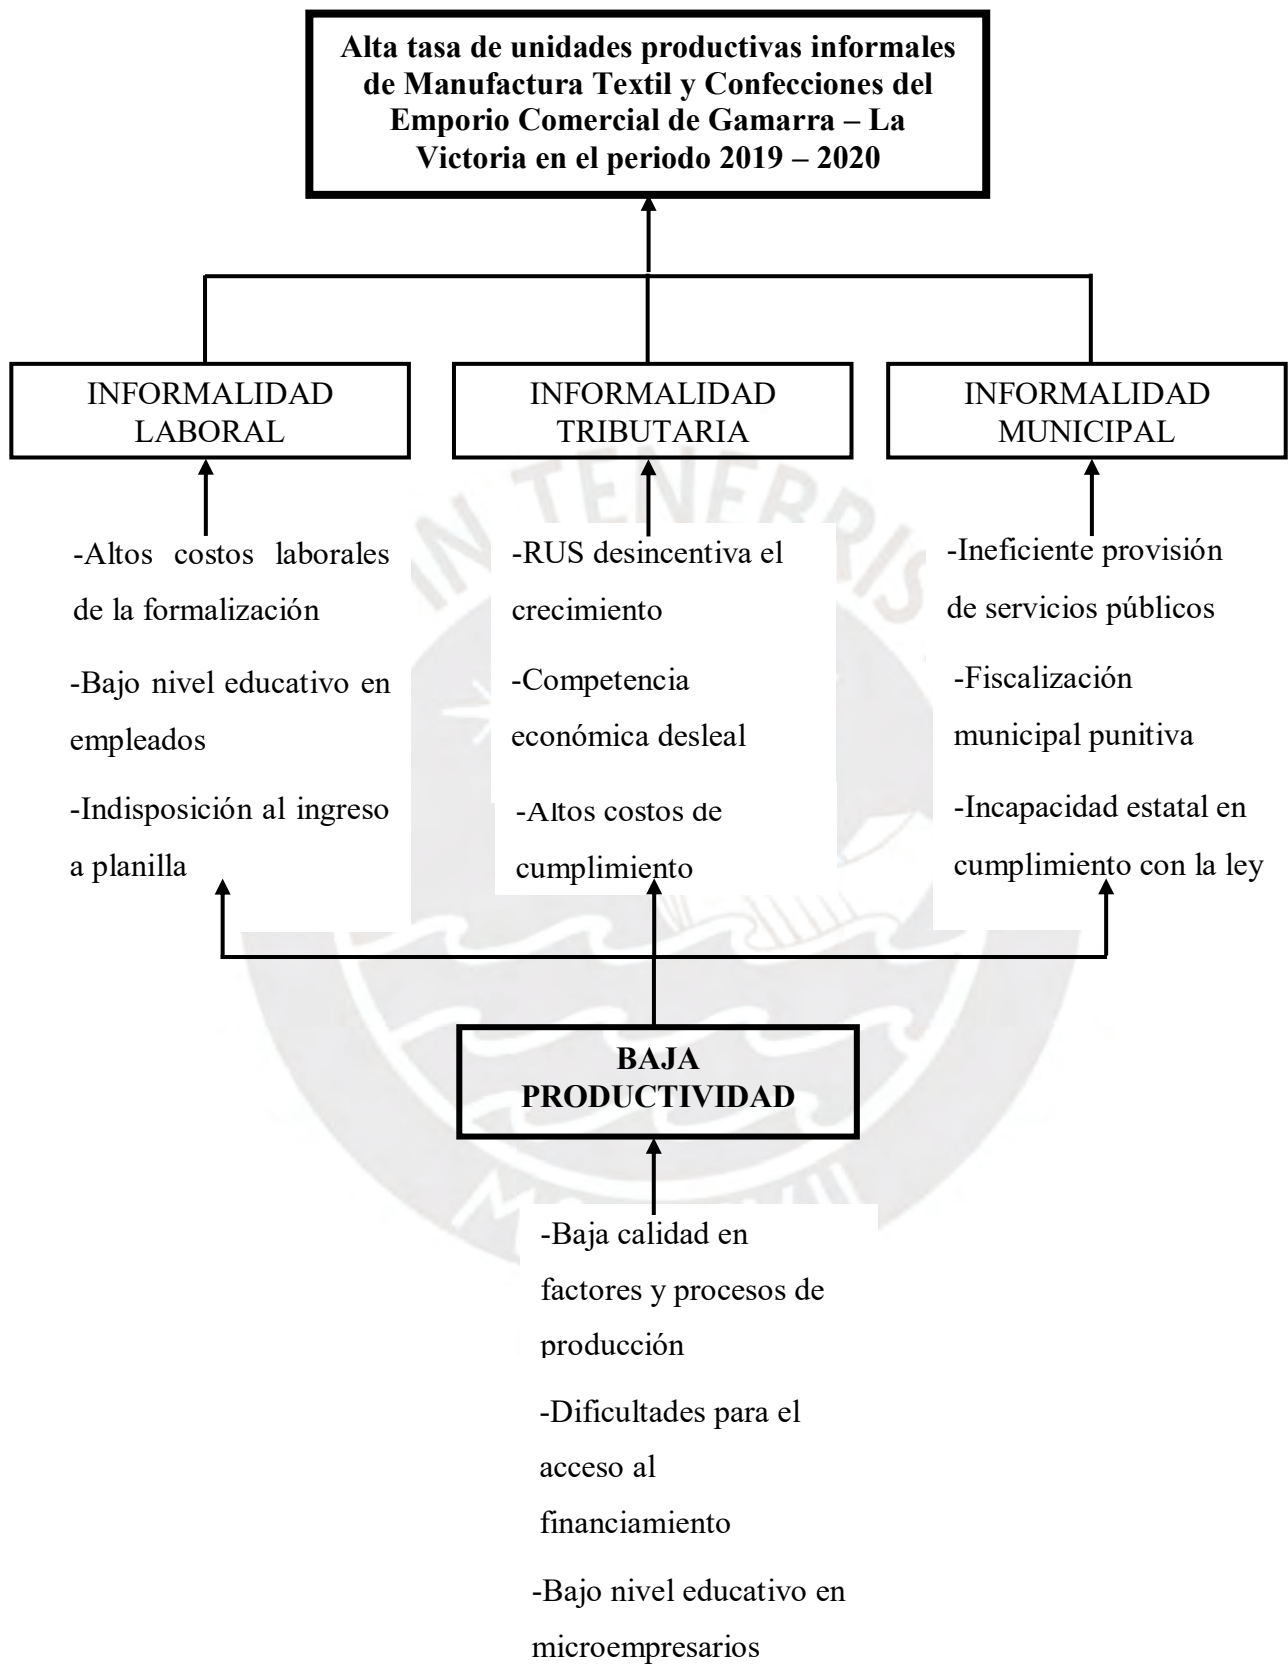 Alta tasa de unidades productivas informales
de Manufactura Textil y Confecciones del
Emporio Comercial de Gamarra – La
Victoria en el periodo 2019 – 2020
INFORMALIDAD
LABORAL
INFORMALIDAD
TRIBUTARIA
INFORMALIDAD
MUNICIPAL
-Altos costos laborales
de la formalización
-Bajo nivel educativo en
empleados
-Indisposición al ingreso
a planilla
-RUS desincentiva el
crecimiento
-Competencia
económica desleal
-Altos costos de
cumplimiento
-Ineficiente provisión
de servicios públicos
-Fiscalización
municipal punitiva
-Incapacidad estatal en
cumplimiento con la ley
BAJA
PRODUCTIVIDAD
-Baja calidad en
factores y procesos de
producción
-Dificultades para el
acceso al
financiamiento
-Bajo nivel educativo en
microempresarios
IN TENEBRIS